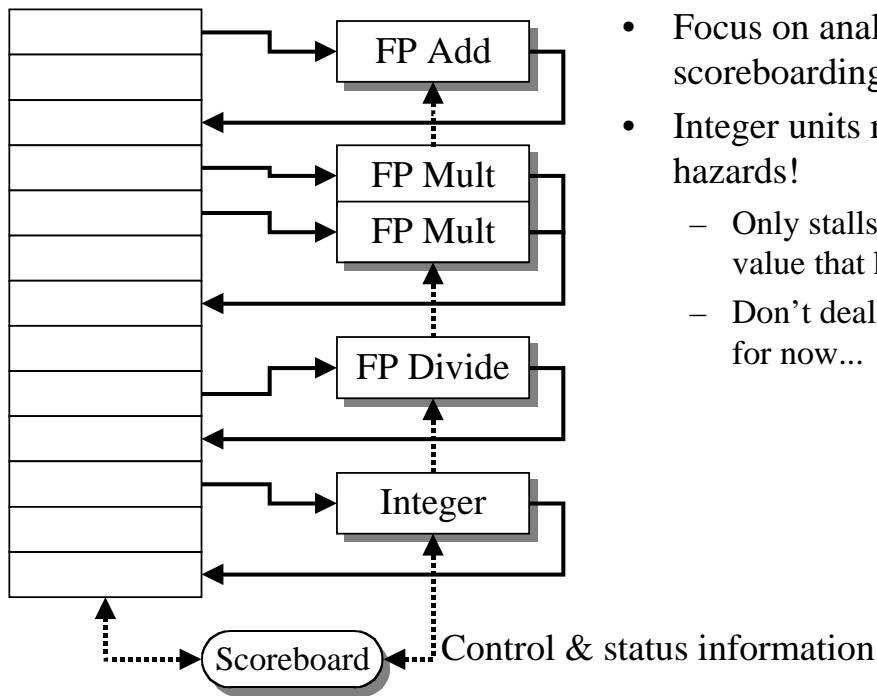 FP Add
FP Mult
FP Mult
FP Divide
Integer
Scoreboard
Control & status information
• Focus on
scoreboarding
• Integer units
hazards!
– Only stalls
value that
– Don’t deal
for now...